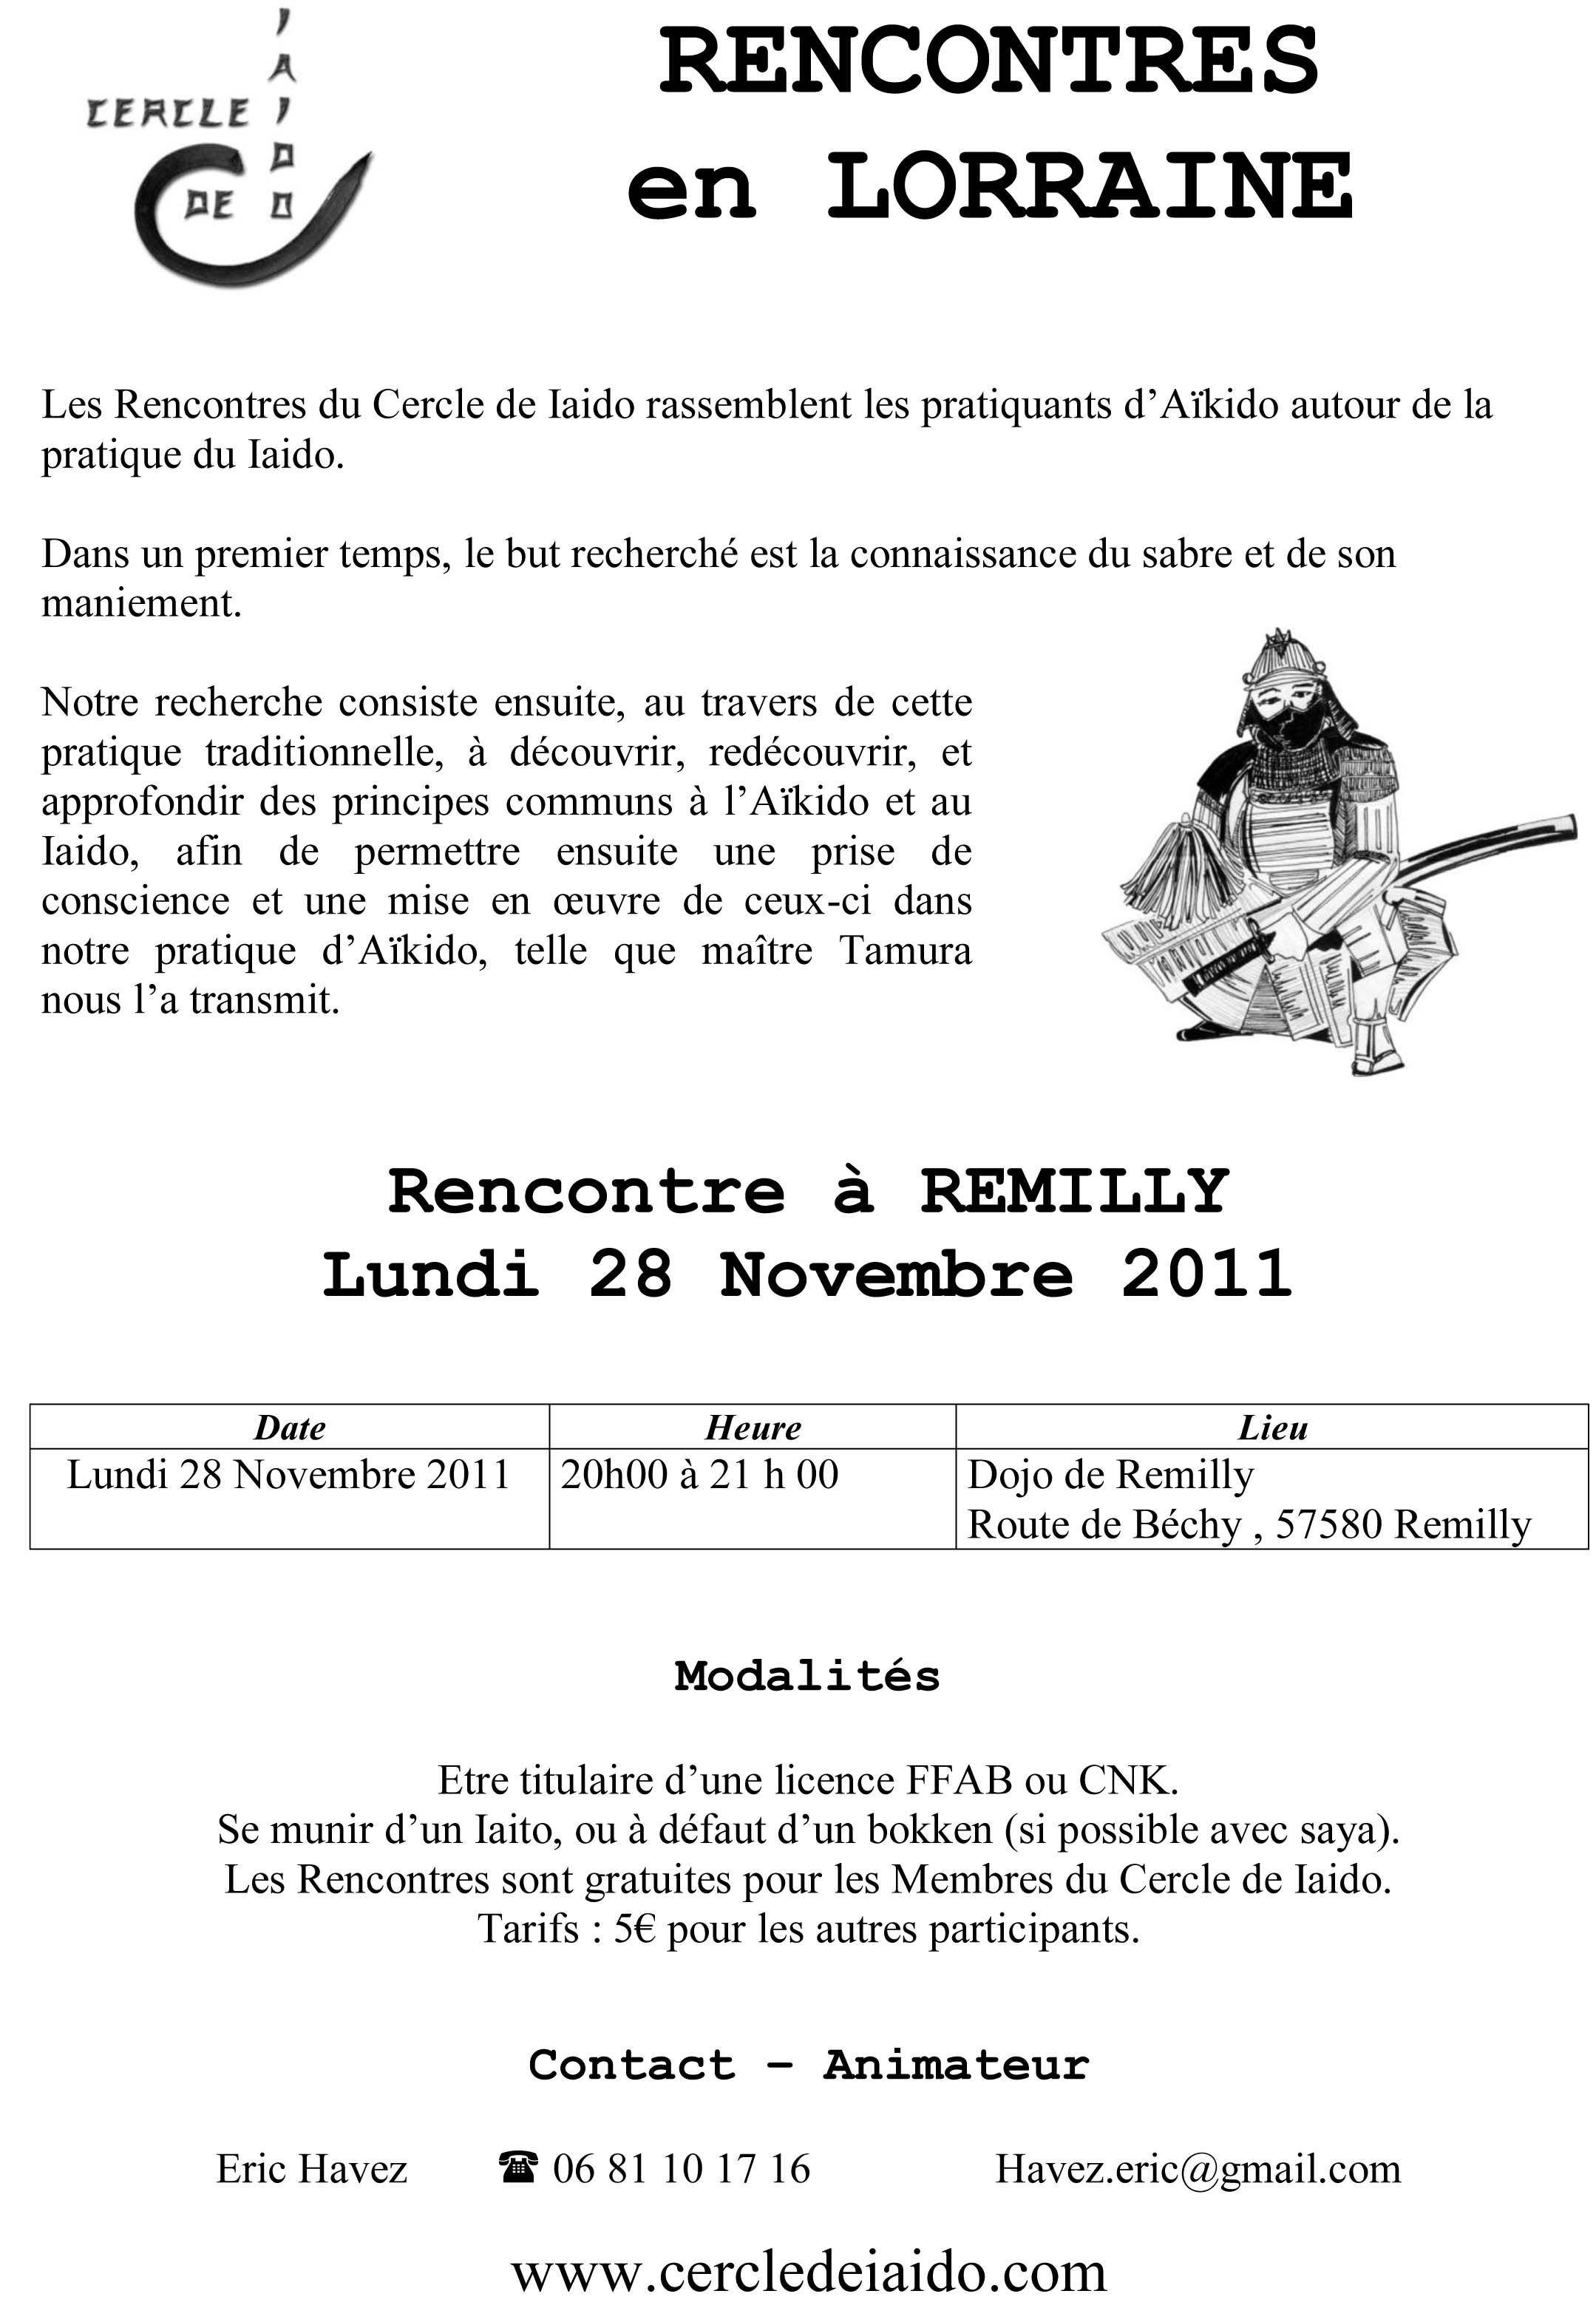 CERCLE
DE
IAIDO
RENCONTRES
en LORRAINE
Les Rencontres du Cercle de Iaido rassemblent les pratiquants d’Aïkido autour de la
pratique du Iaido.
Dans un premier temps, le but recherché est la connaissance du sabre et de son
maniement.
Notre recherche consiste ensuite, au travers de cette
pratique traditionnelle, à découvrir, redécouvrir, et
approfondir des principes communs à l’Aïkido et au
Iaido, afin de permettre ensuite une prise de
conscience et une mise en œuvre de ceux-ci dans
notre pratique d’Aïkido, telle que maître Tamura
nous l’a transmit.
Rencontre à REMILLY
Lundi 28 Novembre 2011
Date Heure Lieu
Lundi 28 Novembre 2011 20h00 à 21 h 00 Dojo de Remilly
Route de Béchy , 57580 Remilly
Modalités
Etre titulaire d’une licence FFAB ou CNK.
Se munir d’un Iaito, ou à défaut d’un bokken (si possible avec saya).
Les Rencontres sont gratuites pour les Membres du Cercle de Iaido.
Tarifs : 5€ pour les autres participants.
Contact – Animateur
Eric Havez ☎ 06 81 10 17 16 Havez.eric@gmail.com
www.cercledeiaido.com